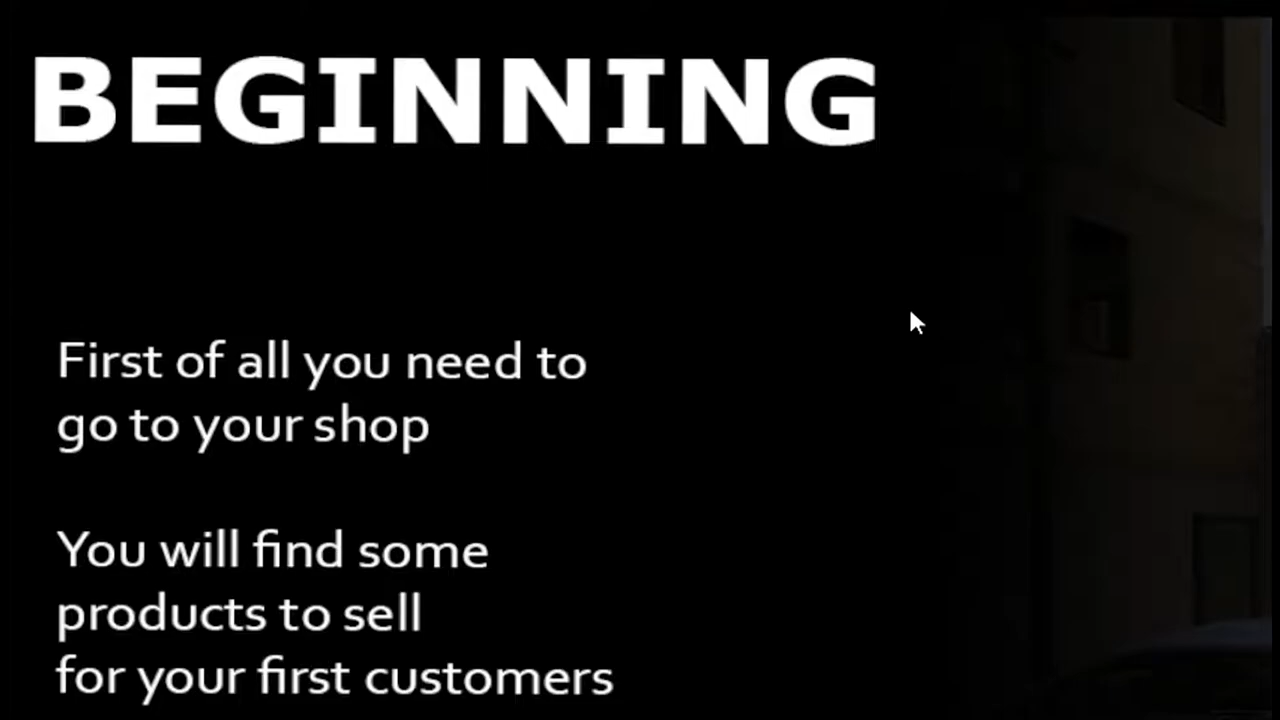 BEGINNING
First of all you need to
go to your shop
You will find some
products to sell
for your first customers